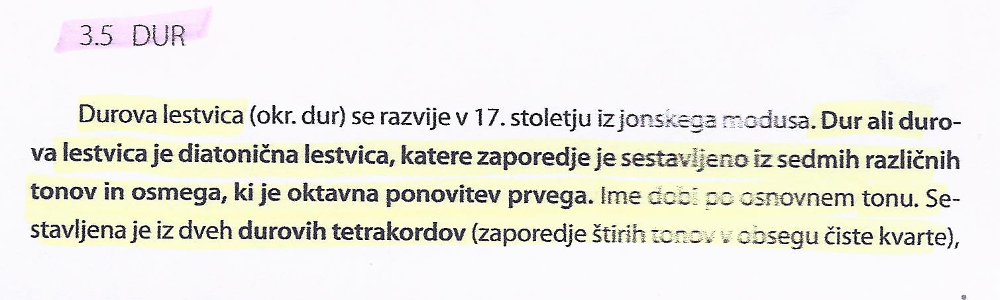 3.5 DUR
Durova lestvica (okr. dur) se razvije v 17. stoletju iz jonskega modusa. Dur ali duro-
va lestvica je diatonična lestvica, katere zaporedje je sestavljeno iz sedmih različnih
tonov in osmega, ki je oktavna ponovitev prvega. Ime dobi po osnovnem tonu. Se-
stavljena je iz dveh durovih tetrakordov (zaporedje štirih tonov v obsegu čiste kvarte),